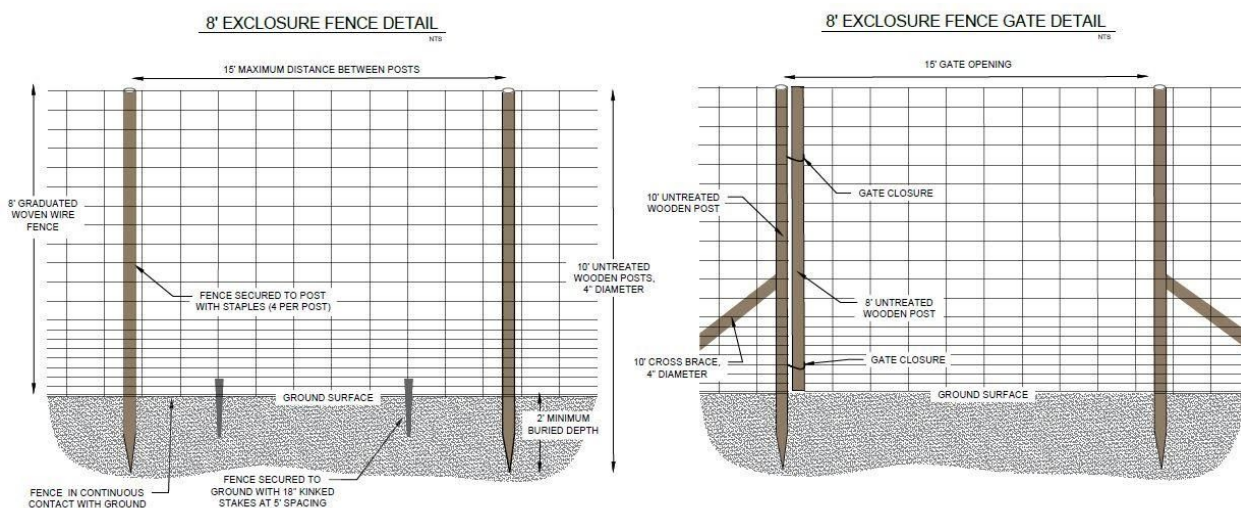 8' EXCLOSURE FENCE DETAIL
NTS
15' MAXIMUM DISTANCE BETWEEN POSTS
8' GRADUATED
WOVEN WIRE
FENCE
FENCE SECURED TO POST
WITH STAPLES (4 PER POST)
10' UNTREATED
WOODEN POSTS,
4" DIAMETER
GROUND SURFACE
2' MINIMUM
BURIED DEPTH
FENCE IN CONTINUOUS
CONTACT WITH GROUND
FENCE SECURED TO
GROUND WITH 18" KINKED
STAKES AT 5' SPACING
8' EXCLOSURE FENCE GATE DETAIL
NTS
15' GATE OPENING
GATE CLOSURE
10' UNTREATED
WOODEN POST
8' UNTREATED
WOODEN POST
10' CROSS BRACE,
4" DIAMETER
GATE CLOSURE
GROUND SURFACE